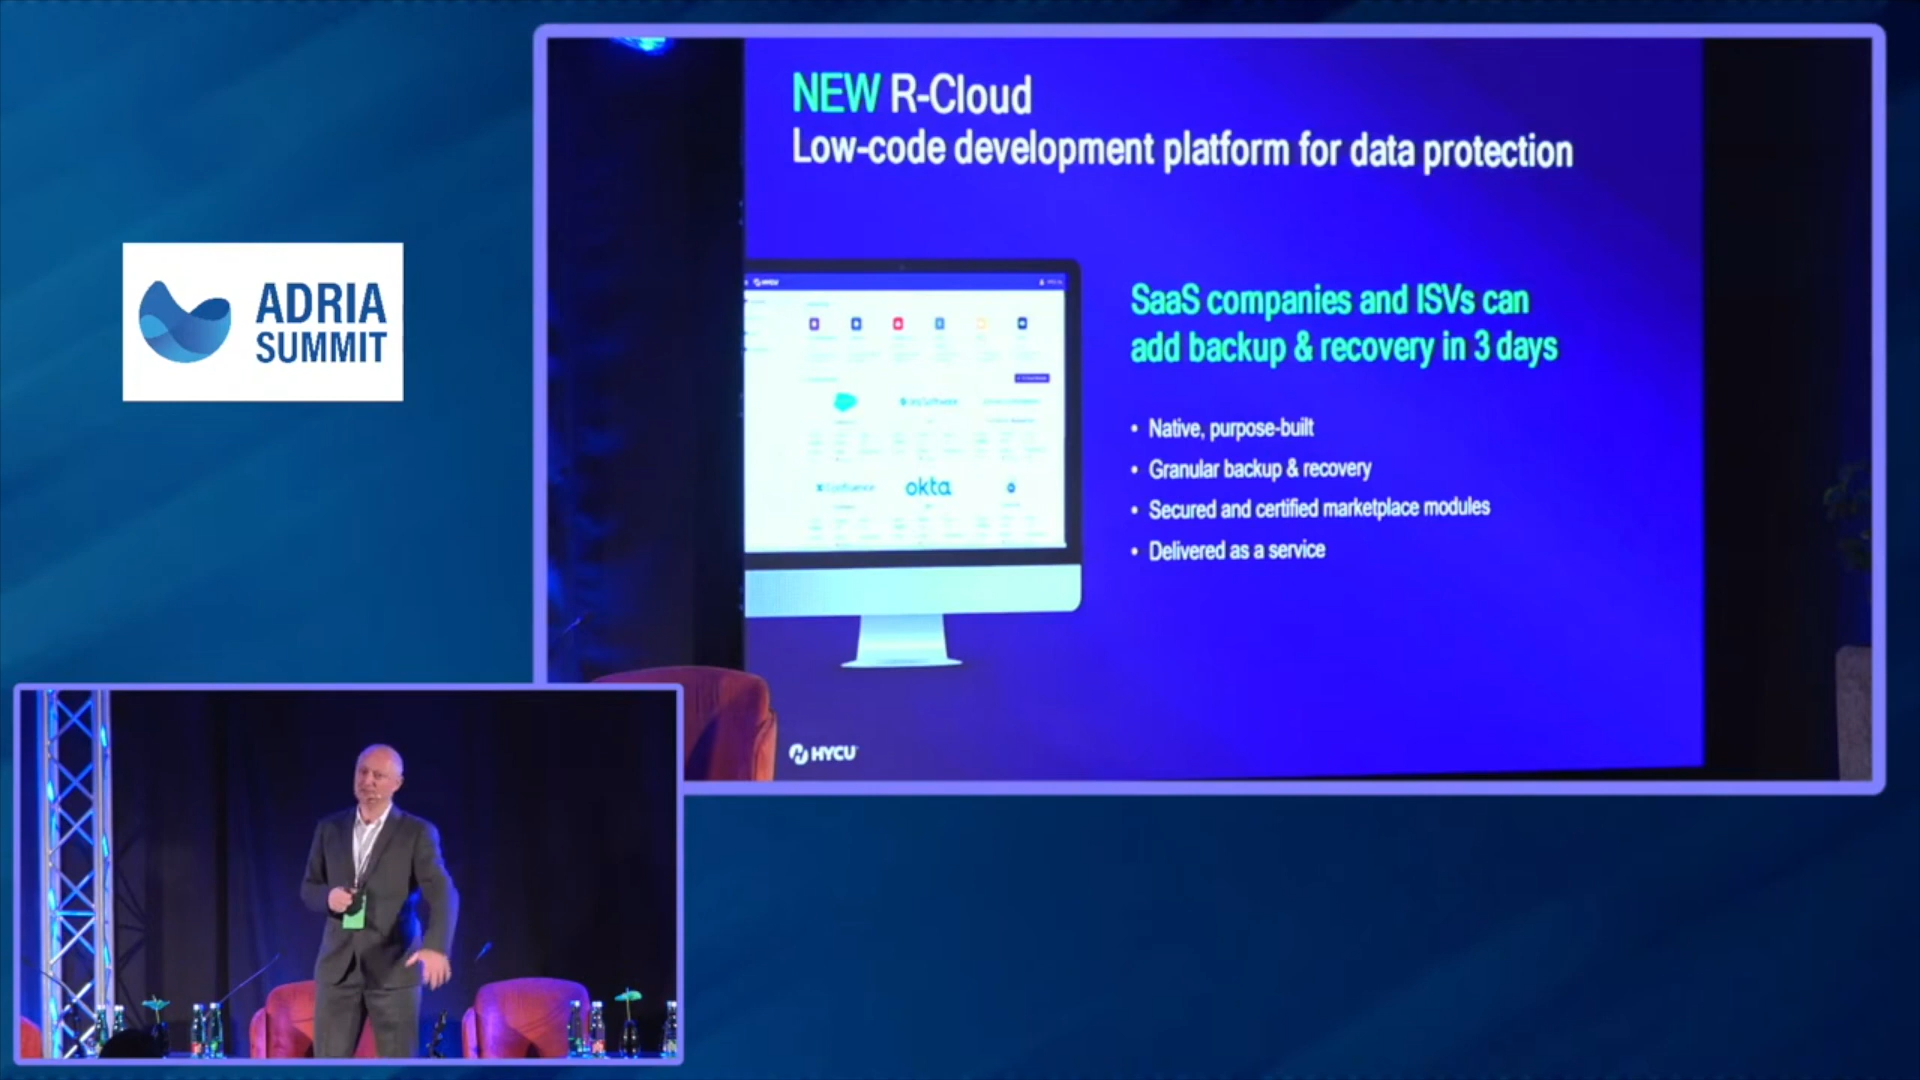 NEW R-Cloud
Low-code development platform for data protection
ADRIA
SUMMIT
HYCU
SaaS companies and ISVs can
add backup & recovery in 3 days
okta
• Native, purpose-built
• Granular backup & recovery
• Secured and certified marketplace modules
• Delivered as a service
HYCU